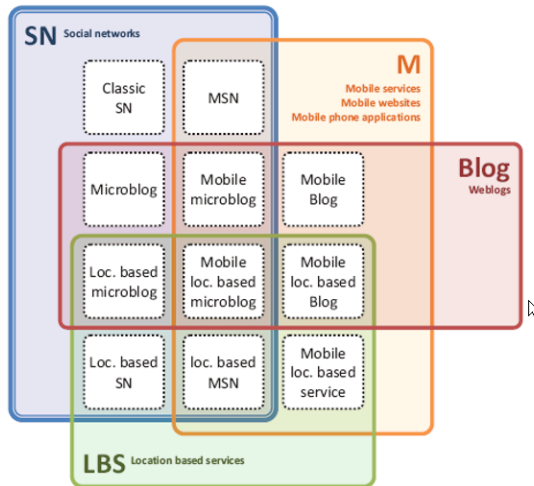 SN Social networks
M
Mobile services
Mobile websites
Mobile phone applications
Classic
SN
MSN
Blog
Weblogs
Microblog
Mobile
microblog
Mobile
Blog
Loc. based
microblog
Mobile
loc. based
microblog
Mobile
loc. based
Blog
Loc. based
SN
loc. based
MSN
Mobile
loc. based
service
LBS Location based services